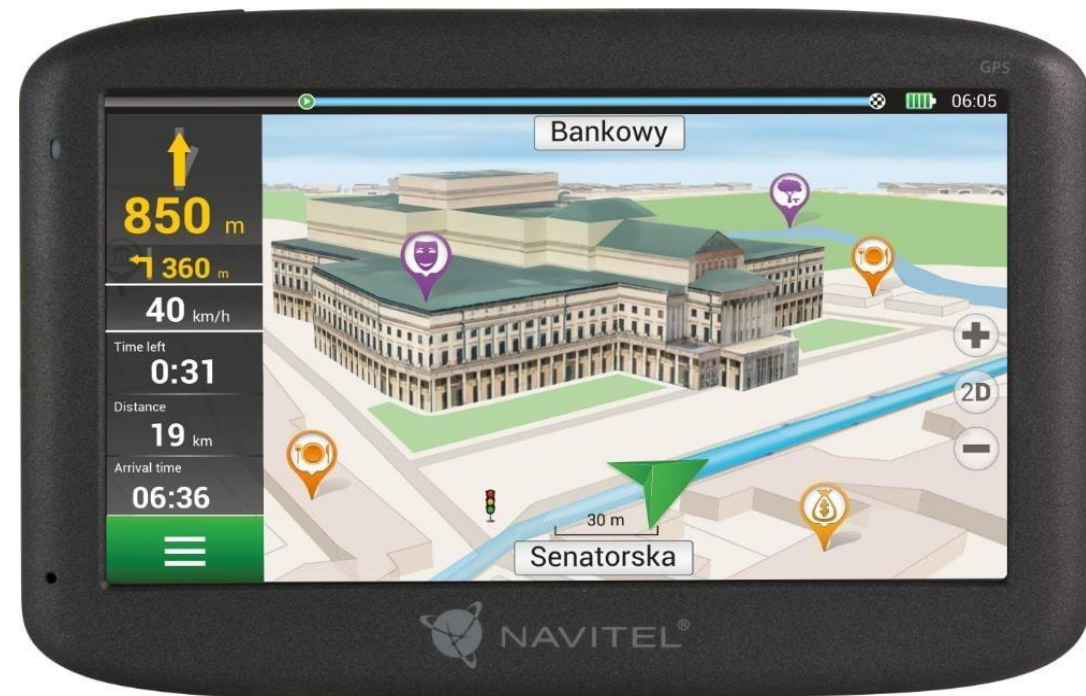 GPS
06:05
Bankowy
850 m
360 m
40 km/h
Time left
0:31
Distance
19 km
Arrival time
06:36
2D
30 m
Senatorska
NAVITEL®